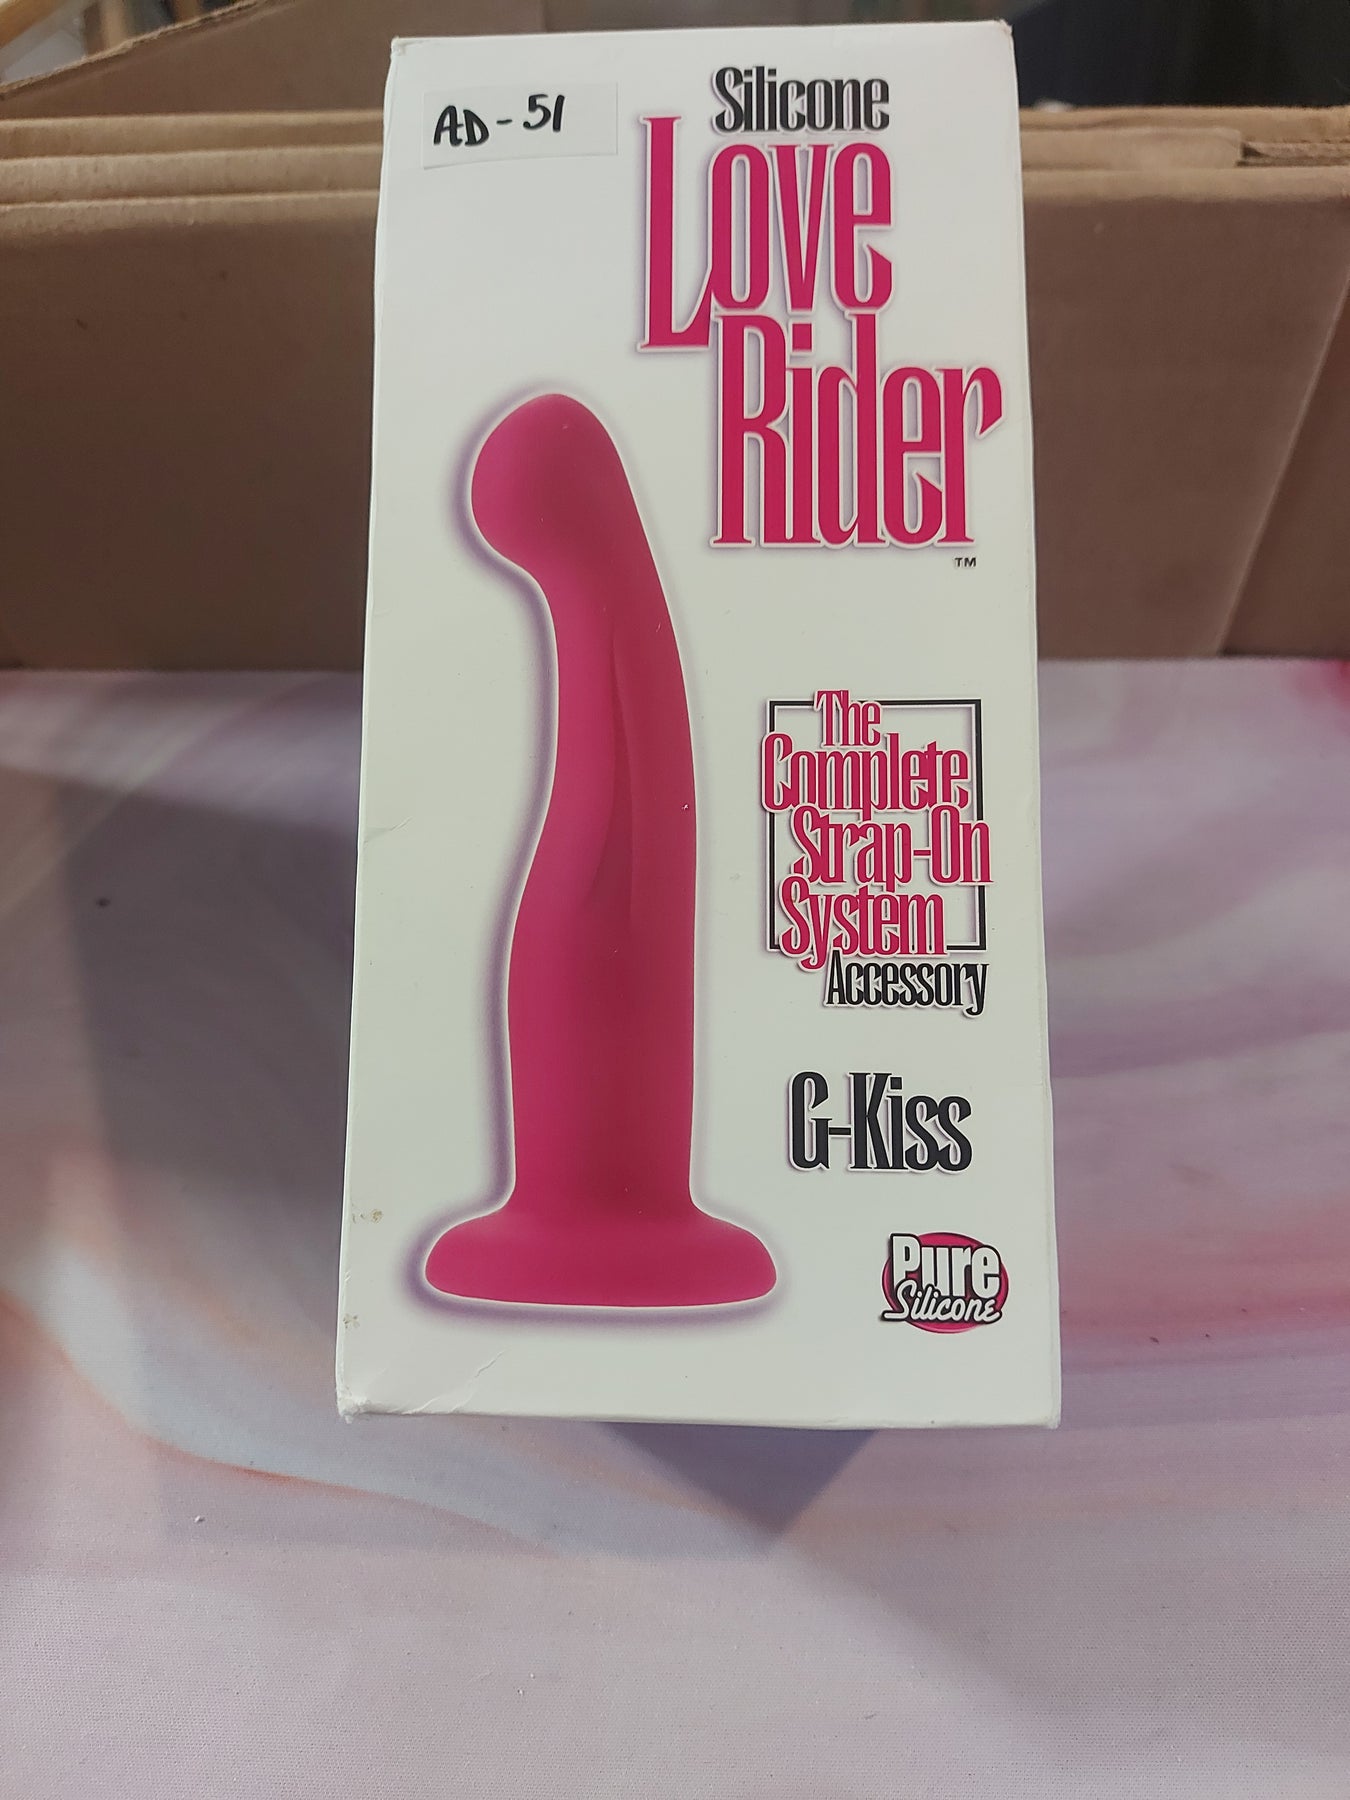 AD-51
Silicone
Love
Rider
TM
The
Complete
Strap-On
System
Accessory
G-Kiss
Pure
Silicone